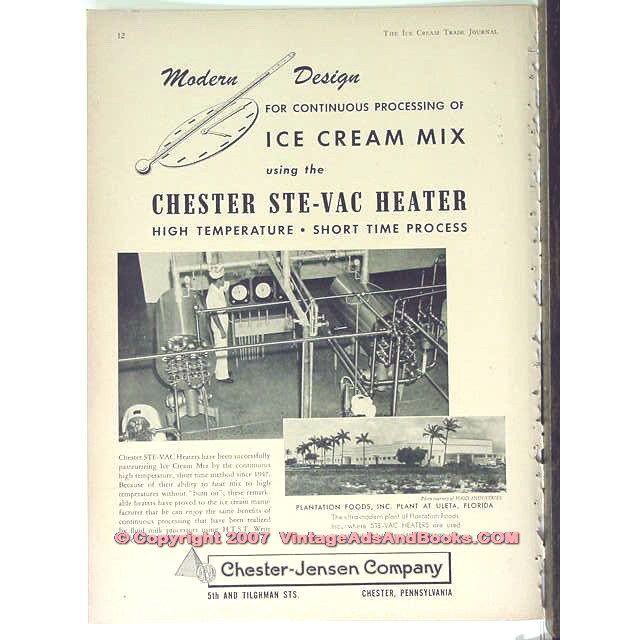 12
THE ICE CREAM TRADE JOURNAL
Modern Design
FOR CONTINUOUS PROCESSING OF
ICE CREAM MIX
using the
CHESTER STE-VAC HEATER
HIGH TEMPERATURE • SHORT TIME PROCESS
Chester STE-VAC Heaters have been successfully
pasteurizing Ice Cream Mix by the continuous
high temperature, short time method since 1947.
Because of their ability to heat mix to high
temperatures without "burn on", these remark-
able heaters have proved to the ice cream manu-
facturer that he can enjoy the same benefits of
continuous processing that have been realized
by fluid milk processors using H.T.S.T.
PLANTATION FOODS, INC. PLANT AT ULETA, FLORIDA
The ultra-modern plant of Plantation Foods
Inc., where STE-VAC HEATERS are used
© Copyright 2007 VintageAdsAndBooks.COM
Chester-Jensen Company
5th AND TILGHMAN STS. CHESTER, PENNSYLVANIA